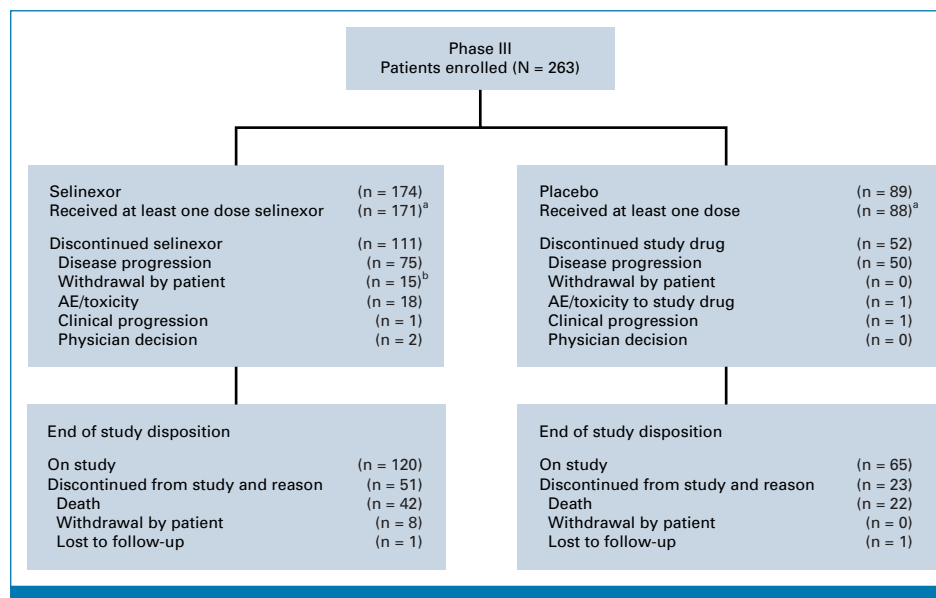 Phase III
Patients enrolled (N = 263)
Selinexor (n = 174)
Received at least one dose selinexor (n = 171)a
Discontinued selinexor (n = 111)
Disease progression (n = 75)
Withdrawal by patient (n = 15)b
AE/toxicity (n = 18)
Clinical progression (n = 1)
Physician decision (n = 2)
Placebo (n = 89)
Received at least one dose (n = 88)a
Discontinued study drug (n = 52)
Disease progression (n = 50)
Withdrawal by patient (n = 0)
AE/toxicity to study drug (n = 1)
Clinical progression (n = 1)
Physician decision (n = 0)
End of study disposition
On study (n = 120)
Discontinued from study and reason (n = 51)
Death (n = 42)
Withdrawal by patient (n = 8)
Lost to follow-up (n = 1)
End of study disposition
On study (n = 65)
Discontinued from study and reason (n = 23)
Death (n = 22)
Withdrawal by patient (n = 0)
Lost to follow-up (n = 1)